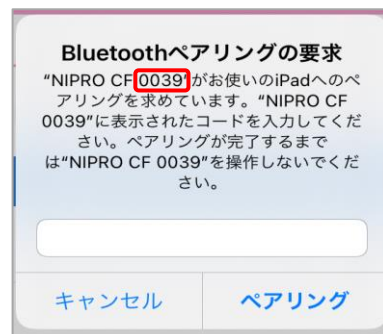 Bluetoothペアリングの要求
“NIPRO CF 0039”がお使いのiPadへのペ
アリングを求めています。“NIPRO CF
0039”に表示されたコードを入力してくだ
さい。ペアリングが完了するまで
は“NIPRO CF 0039”を操作しないでくだ
さい。
キャンセル
ペアリング